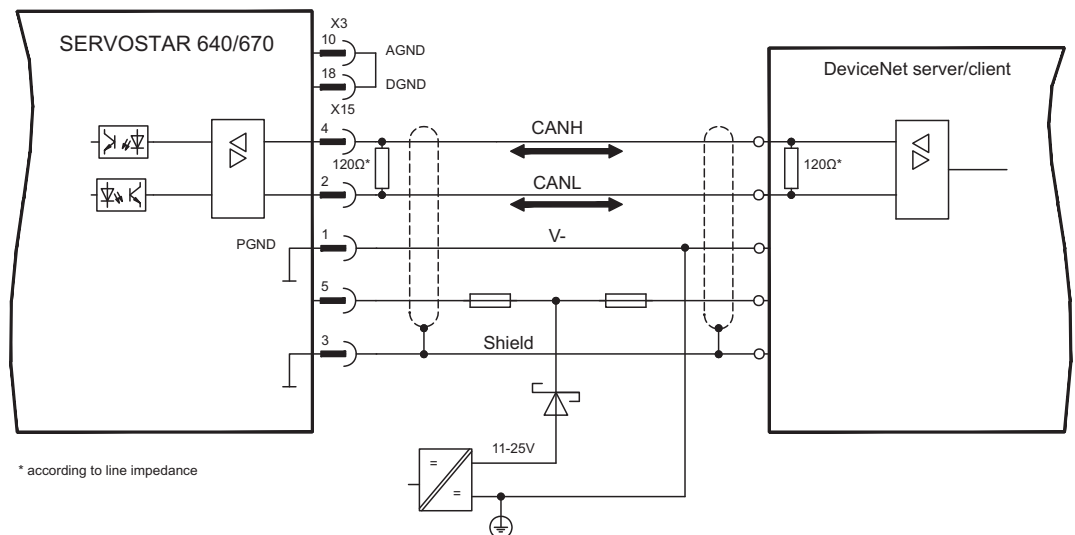 SERVOSTAR 640/670
X3
10
AGND
18
DGND
X15
4
120Ω*
2
PGND
1
5
3
CANH
CANL
V-
Shield
11-25V
=
=
DeviceNet server/client
120Ω*
* according to line impedance